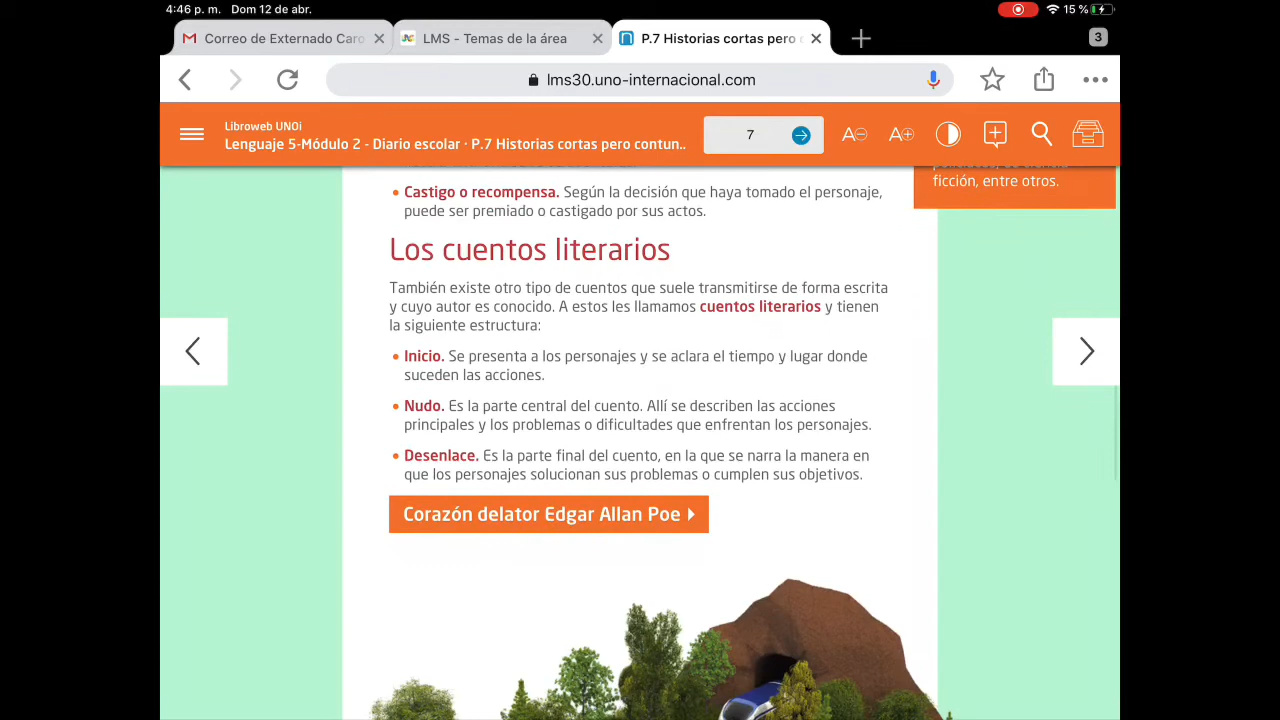 4:46 p. m. Dom 12 de abr.
15 %
Correo de Externado Caro
LMS - Temas de la área
P.7 Historias cortas pero
3
lms30.uno-internacional.com
Libroweb UNOi
Lenguaje 5-Módulo 2 - Diario escolar · P.7 Historias cortas pero contun..
7
A
A
ficción, entre otros.
• Castigo o recompensa. Según la decisión que haya tomado el personaje,
puede ser premiado o castigado por sus actos.
Los cuentos literarios
También existe otro tipo de cuentos que suele transmitirse de forma escrita
y cuyo autor es conocido. A estos les llamamos cuentos literarios y tienen
la siguiente estructura:
• Inicio. Se presenta a los personajes y se aclara el tiempo y lugar donde
suceden las acciones.
• Nudo. Es la parte central del cuento. Allí se describen las acciones
principales y los problemas o dificultades que enfrentan los personajes.
• Desenlace. Es la parte final del cuento, en la que se narra la manera en
que los personajes solucionan sus problemas o cumplen sus objetivos.
Corazón delator Edgar Allan Poe